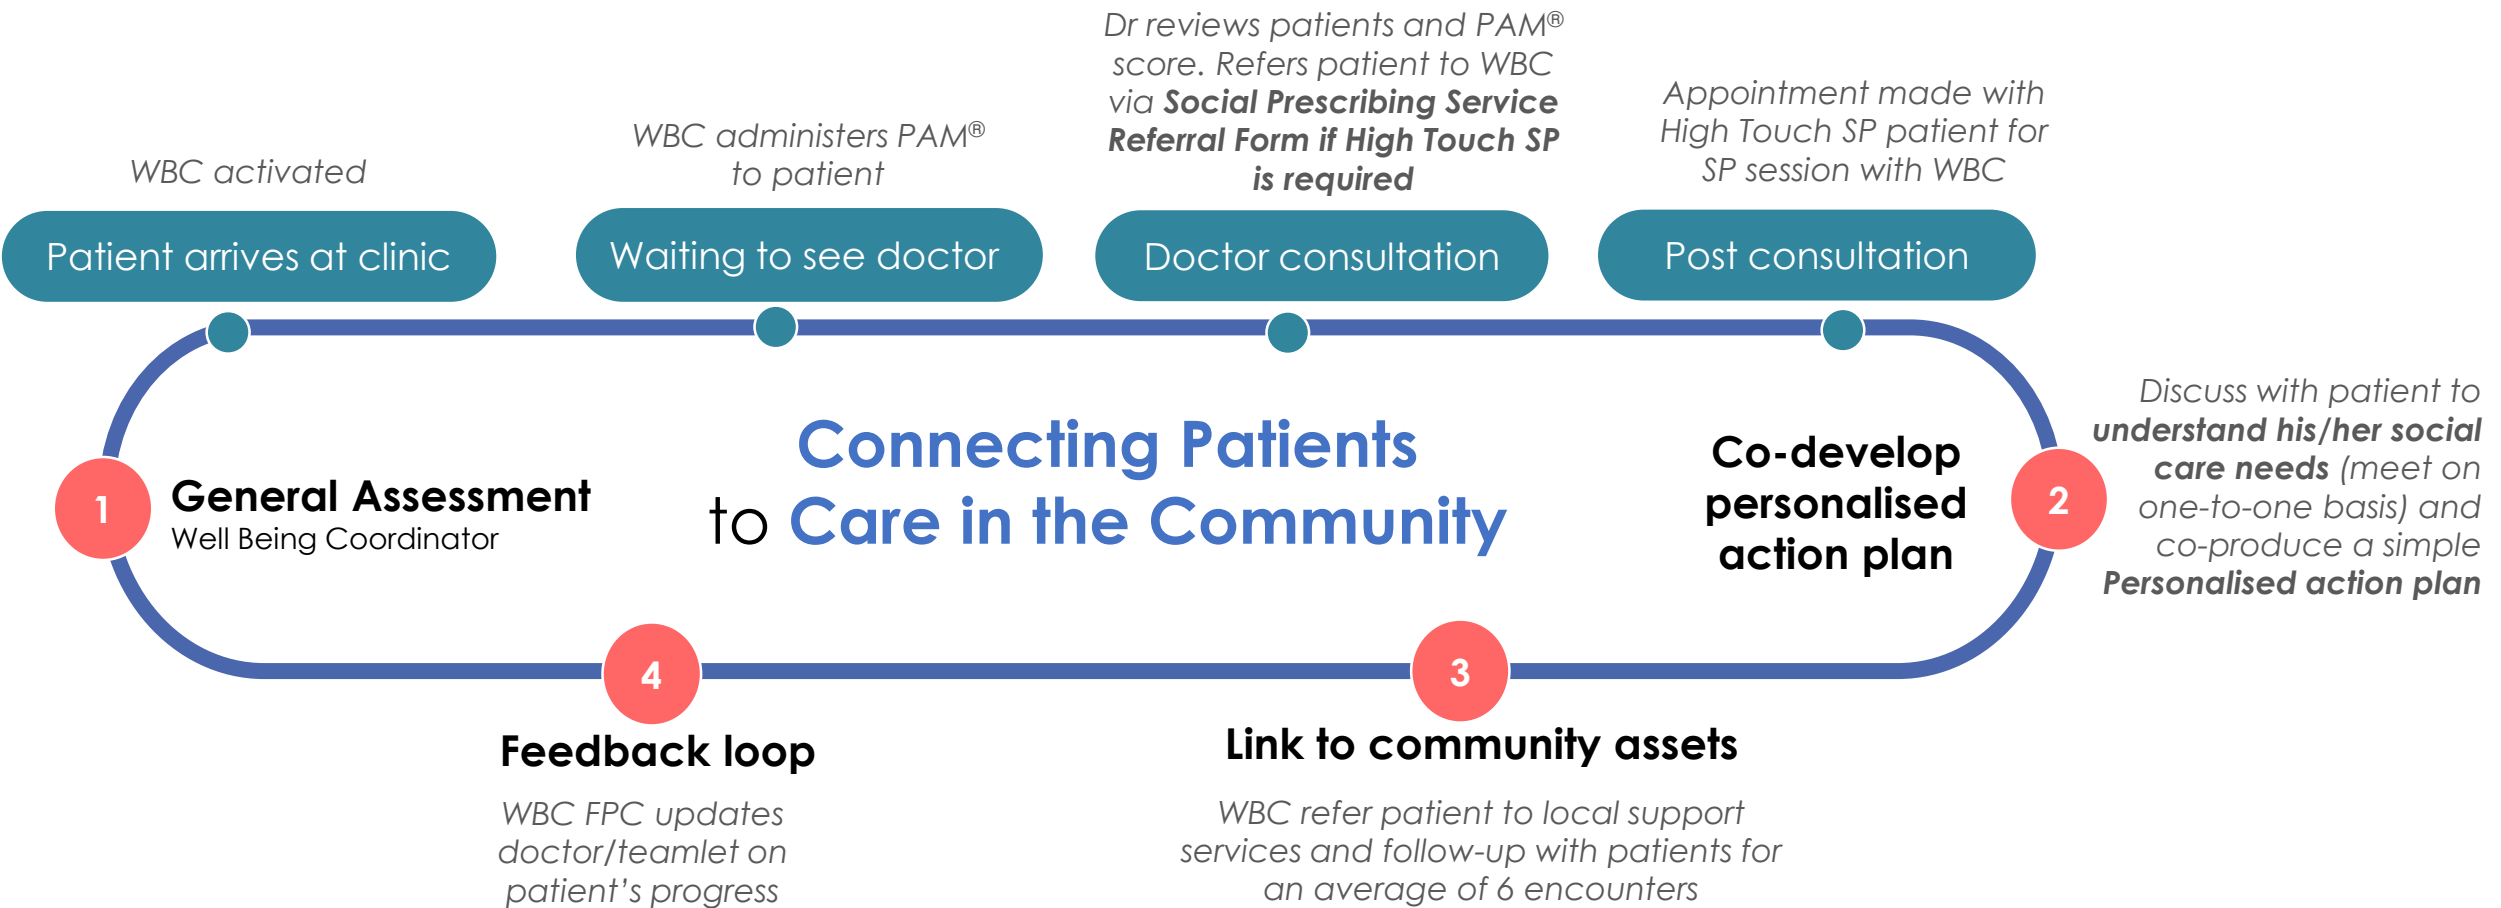 WBC activated
Patient arrives at clinic
WBC administers PAM®
to patient
Waiting to see doctor
Dr reviews patients and PAM®
score. Refers patient to WBC
via Social Prescribing Service
Referral Form if High Touch SP
is required
Doctor consultation
Appointment made with
High Touch SP patient for
SP session with WBC
Post consultation
Connecting Patients
to Care in the Community
1
General Assessment
Well Being Coordinator
Co-develop
personalised
action plan
2
Discuss with patient to
understand his/her social
care needs (meet on
one-to-one basis) and
co-produce a simple
Personalised action plan
3
Link to community assets
WBC refer patient to local support
services and follow-up with patients for
an average of 6 encounters
4
Feedback loop
WBC FPC updates
doctor/teamlet on
patient’s progress